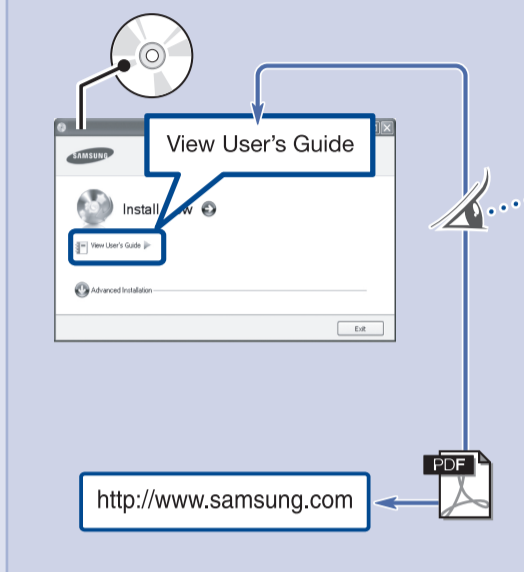 View User's Guide
SAMSUNG
Install
View User's Guide
Advanced Installation
Exit
PDF
http://www.samsung.com